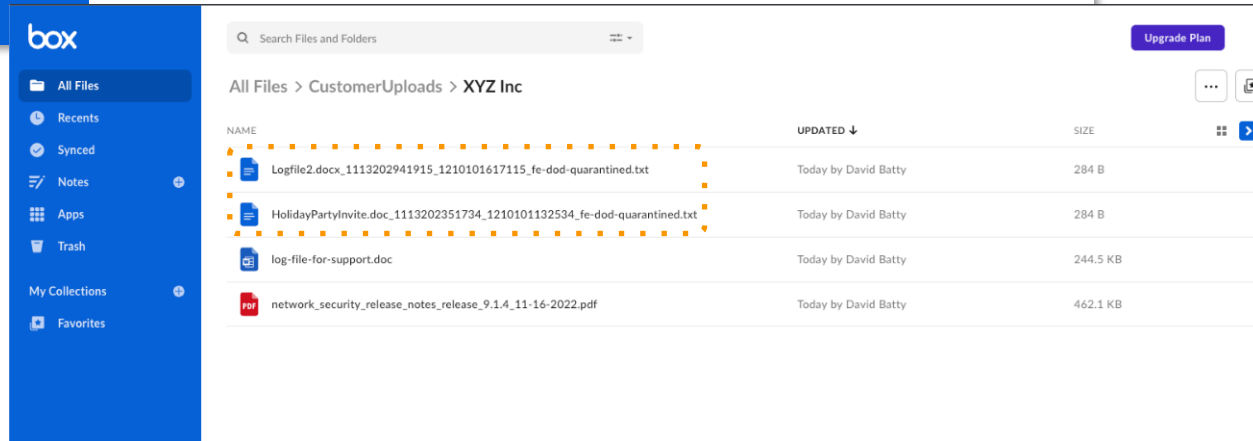 box
Search Files and Folders
Upgrade Plan
All Files
All Files > CustomerUploads > XYZ Inc
Recents
NAME UPDATED ↓ SIZE
Synced
Logfile2.docx_1113202941915_1210101617115_fe-dod-quarantined.txt Today by David Batty 284 B
Notes
HolidayPartyInvite.doc_1113202351734_1210101132534_fe-dod-quarantined.txt Today by David Batty 284 B
Apps
Trash
log-file-for-support.doc Today by David Batty 244.5 KB
My Collections
PDF network_security_release_notes_release_9.1.4_11-16-2022.pdf Today by David Batty 462.1 KB
Favorites